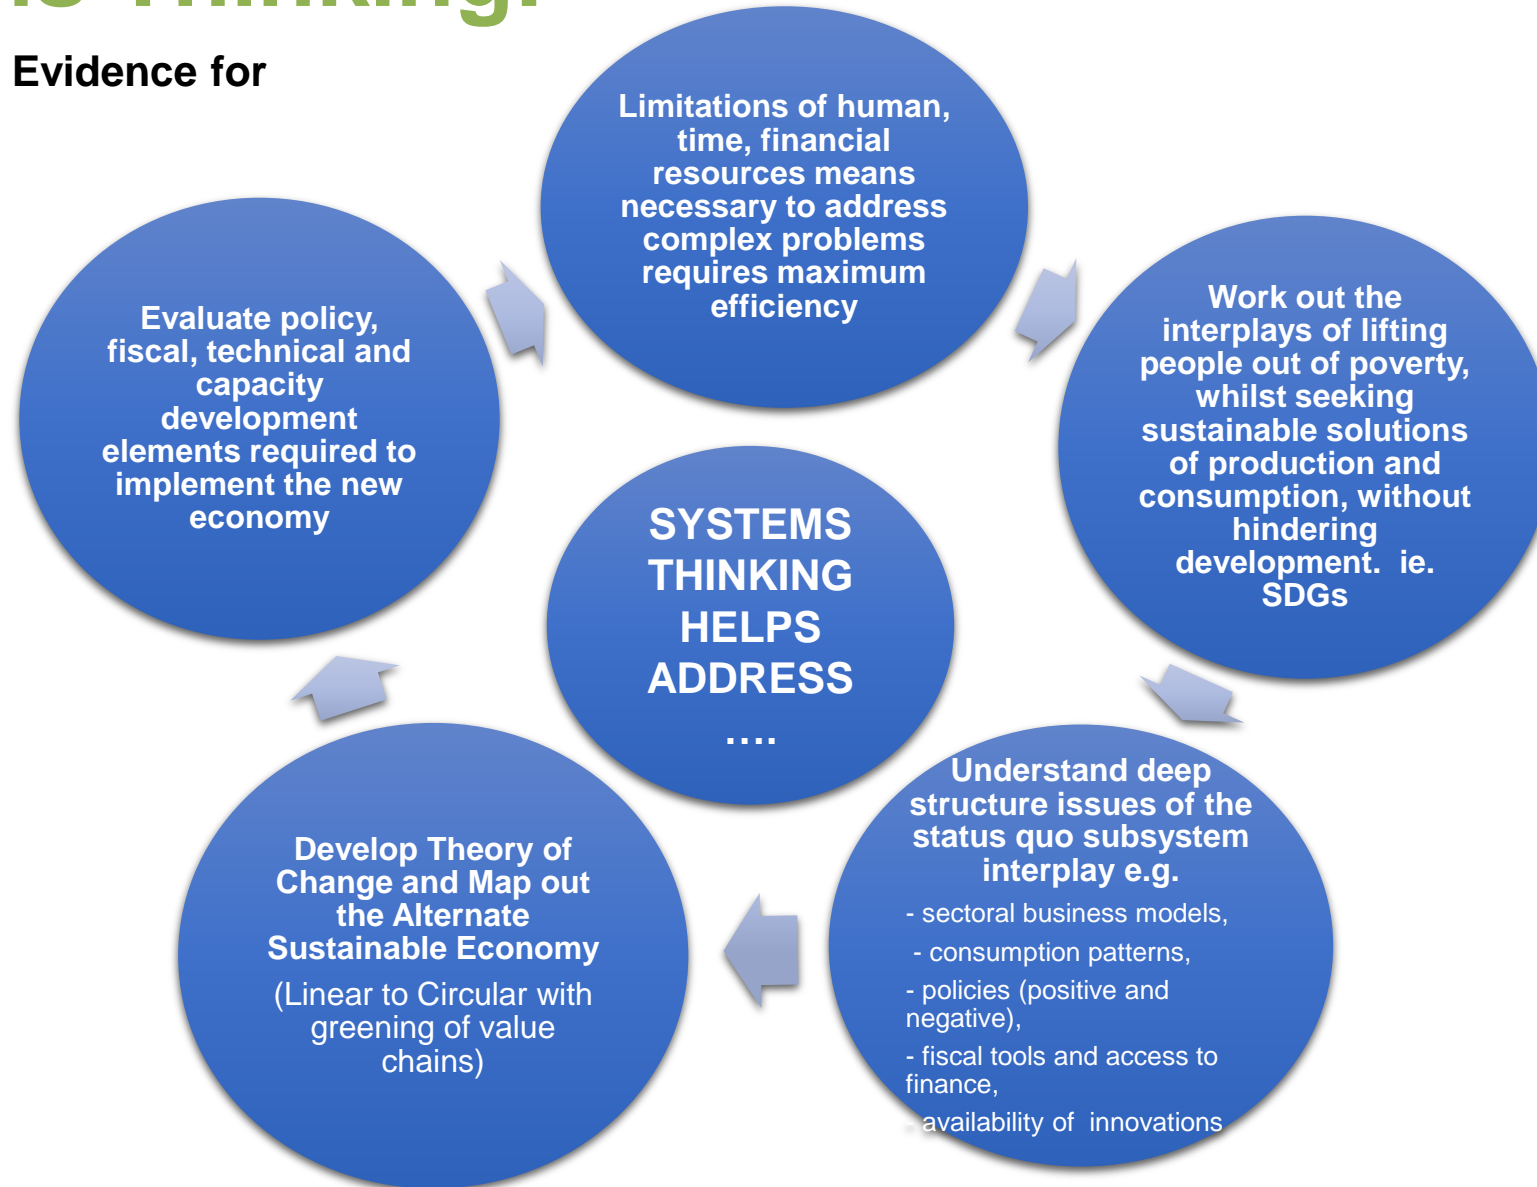 Thinking:
Evidence for
Limitations of human,
time, financial
resources means
necessary to address
complex problems
requires maximum
efficiency
Work out the
interplays of lifting
people out of poverty,
whilst seeking
sustainable solutions
of production and
consumption, without
hindering
development.  ie.
SDGs
Understand deep
structure issues of the
status quo subsystem
interplay e.g.
- sectoral business models,
- consumption patterns,
- policies (positive and
negative),
- fiscal tools and access to
finance,
- availability of  innovations
Develop Theory of
Change and Map out
the Alternate
Sustainable Economy
(Linear to Circular with
greening of value
chains)
Evaluate policy,
fiscal, technical and
capacity
development
elements required to
implement the new
economy
SYSTEMS
THINKING
HELPS
ADDRESS
….